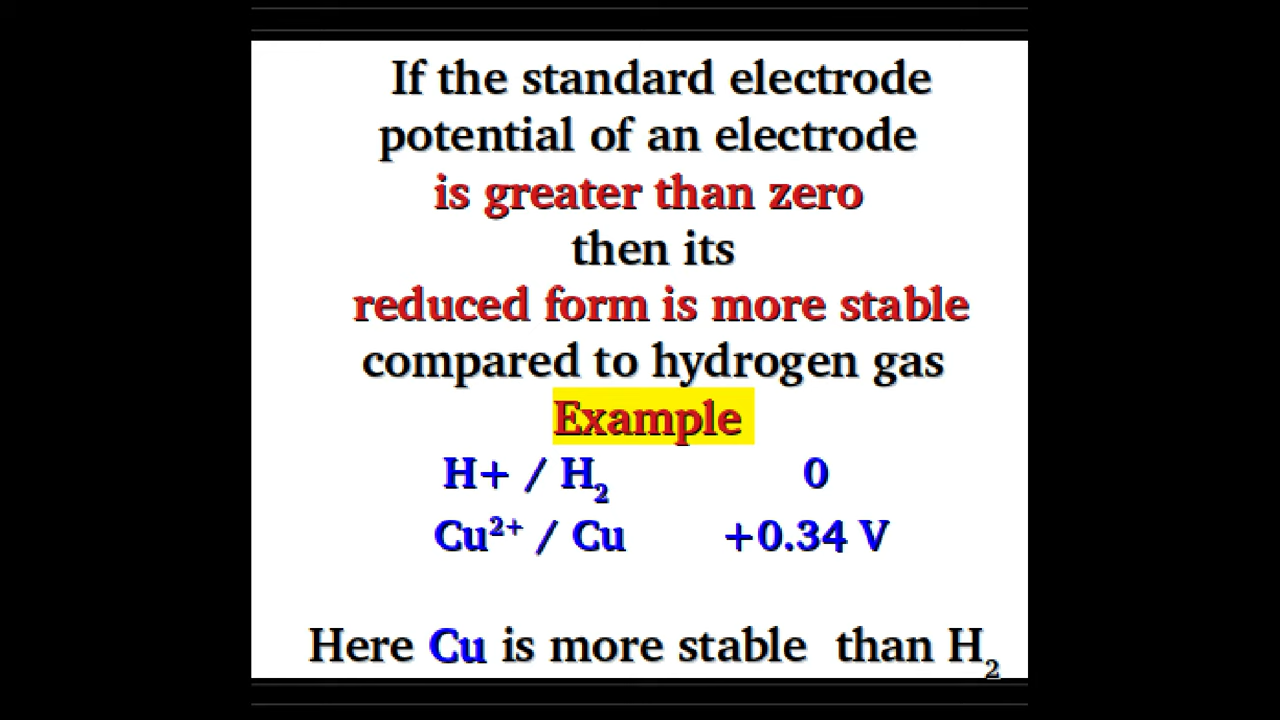 If the standard electrode
potential of an electrode
is greater than zero
then its
reduced form is more stable
compared to hydrogen gas
Example
H+ / H₂ 0
Cu²⁺ / Cu +0.34 V
Here Cu is more stable than H₂